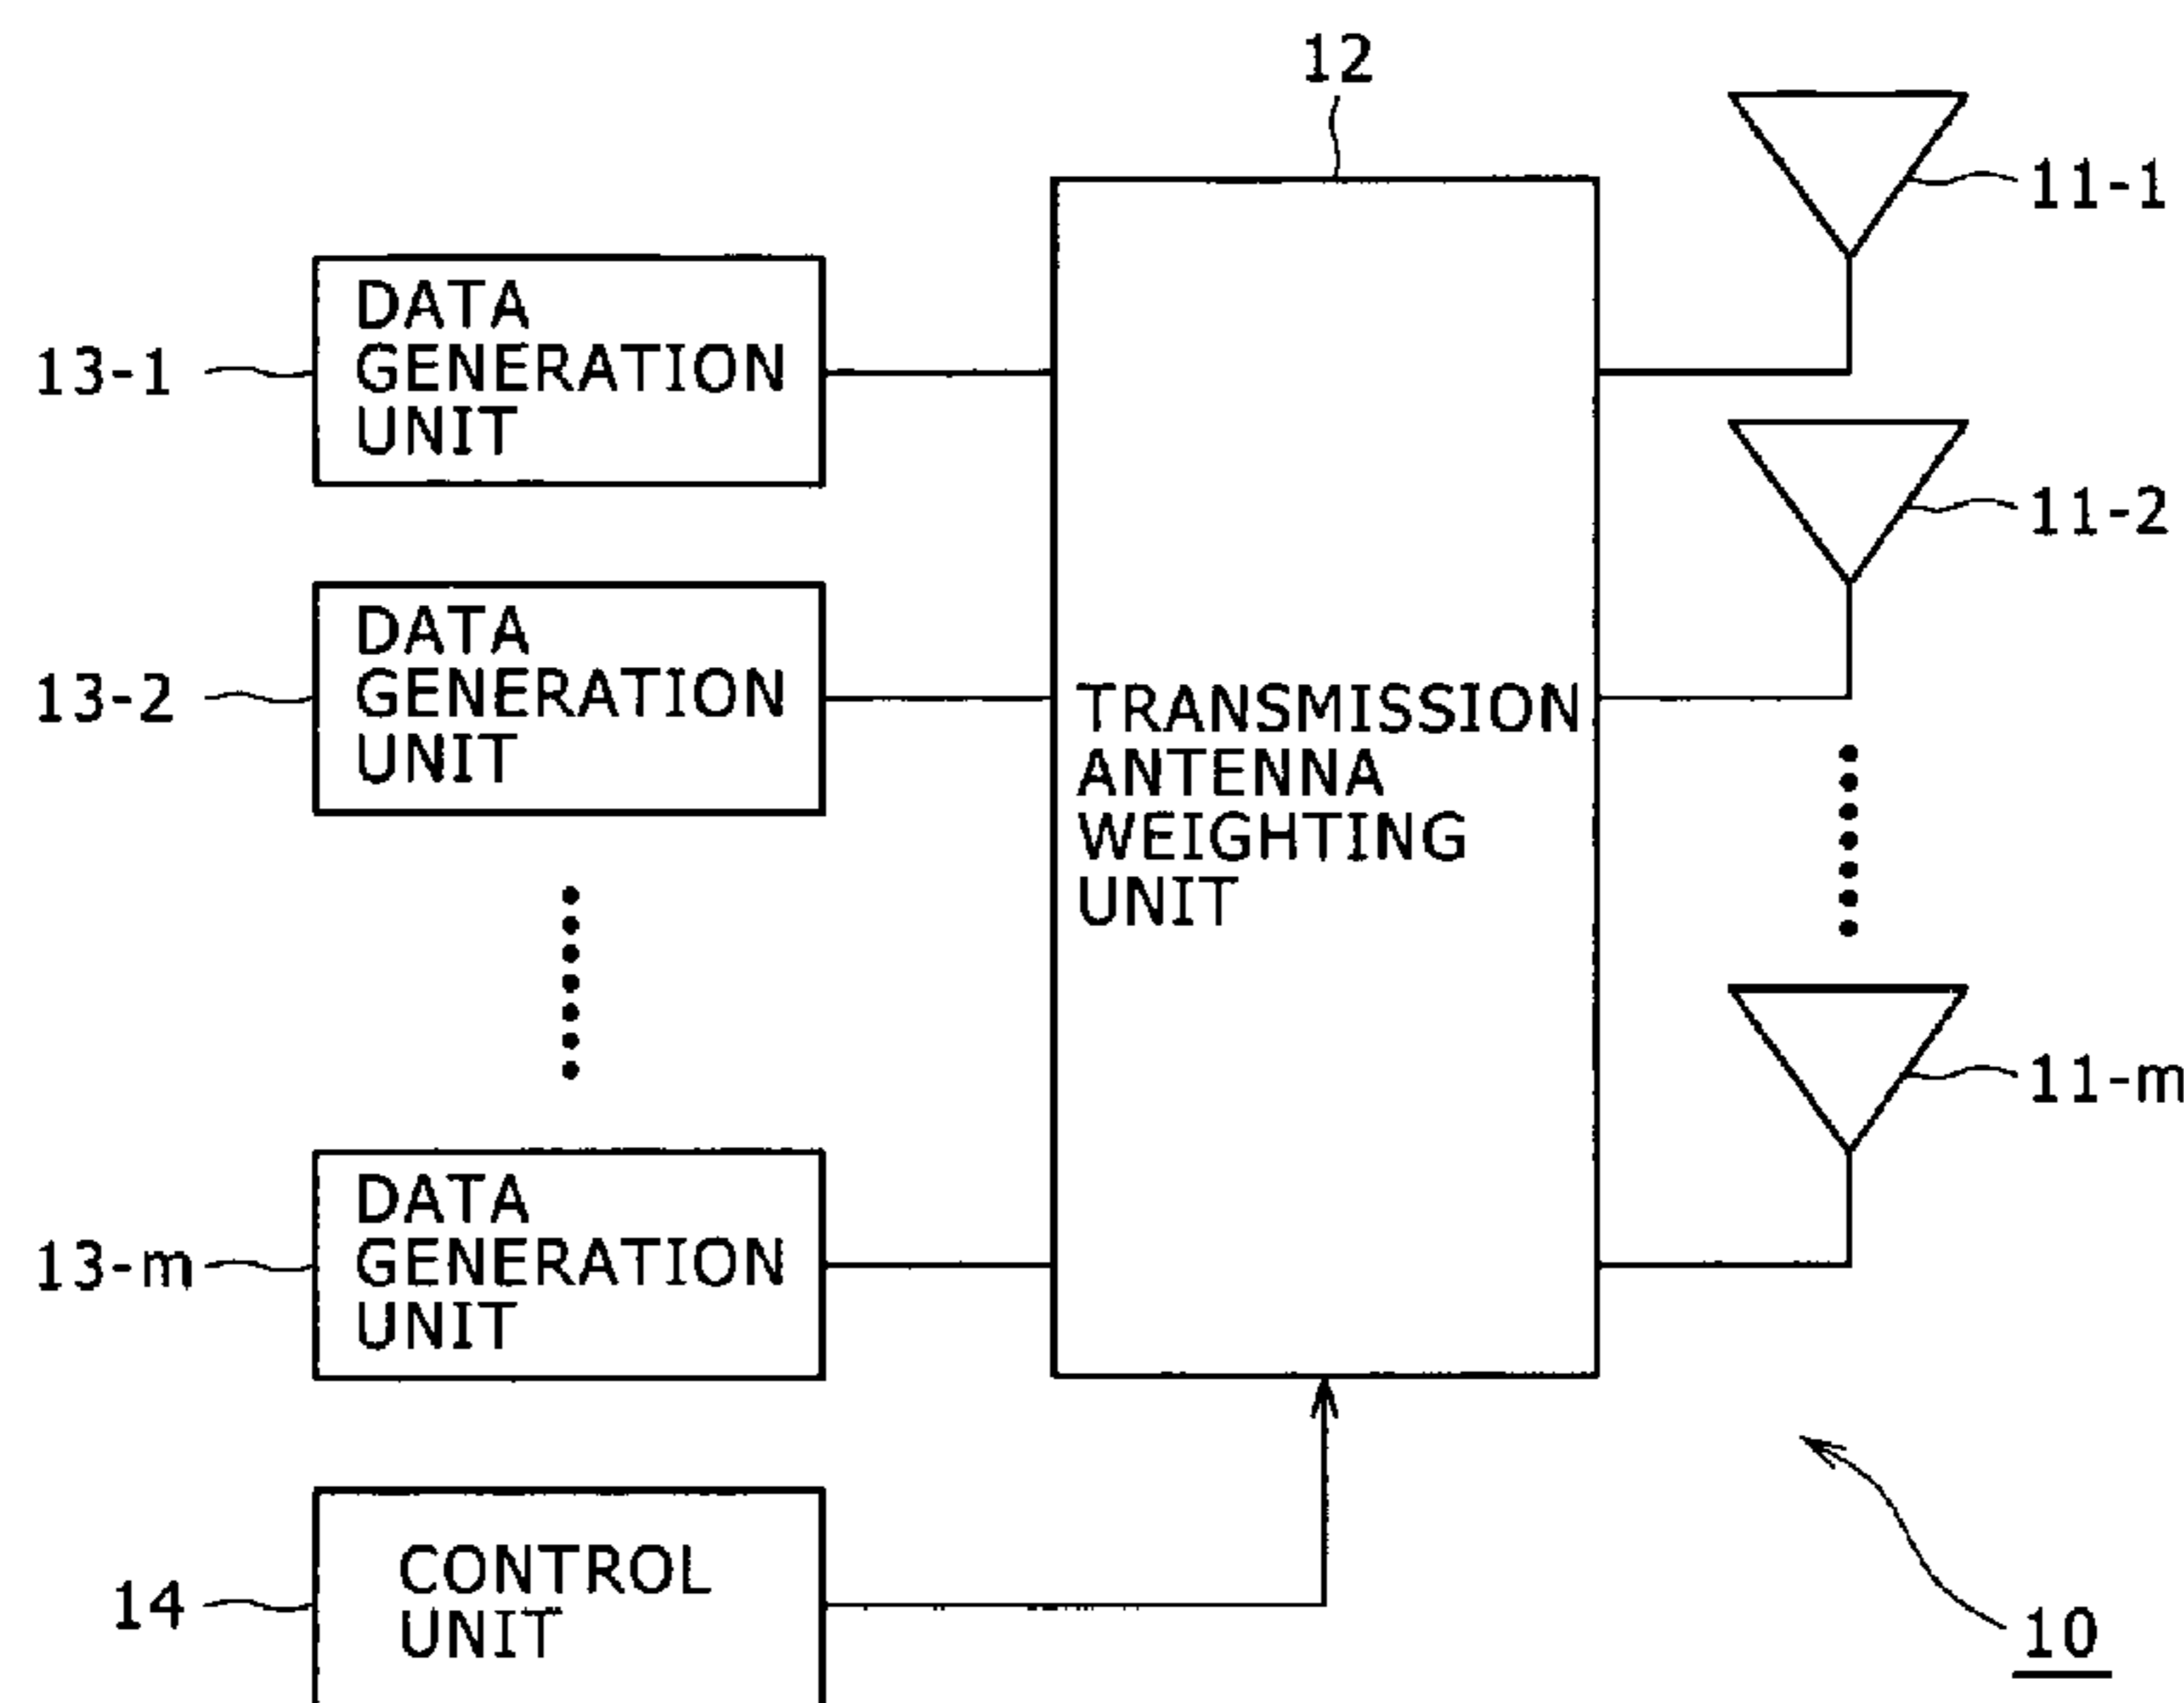 12
11-1
DATA
GENERATION
UNIT
13-1
11-2
DATA
GENERATION
UNIT
13-2
TRANSMISSION
ANTENNA
WEIGHTING
UNIT
11-m
DATA
GENERATION
UNIT
13-m
CONTROL
UNIT
14
10